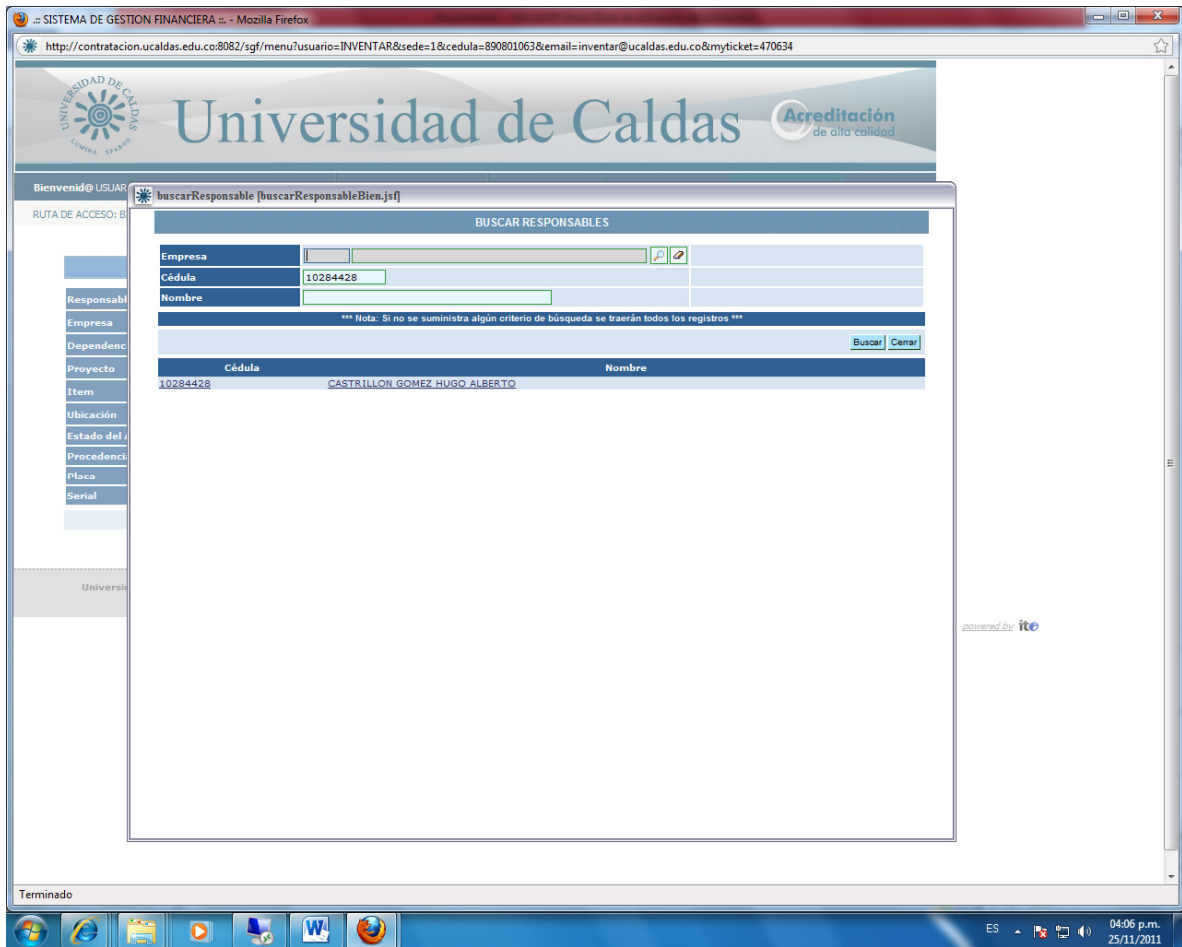 .:: SISTEMA DE GESTION FINANCIERA ::. - Mozilla Firefox
http://contratacion.ucaldas.edu.co:8082/sgf/menu?usuario=INVENTAR&sede=1&cedula=890801063&email=inventar@ucaldas.edu.co&myticket=470634
UNIVERSIDAD DE CALDAS
LUMINA SPARGO
Universidad de Caldas
Acreditación
de alta calidad
Bienvenid@ USUAR
RUTA DE ACCESO: B
buscarResponsable [buscarResponsableBien.jsf]
BUSCAR RESPONSABLES
Empresa
Cédula 10284428
Nombre
*** Nota: Si no se suministra algún criterio de búsqueda se traerán todos los registros ***
Buscar Cerrar
Cédula Nombre
10284428 CASTRILLON GOMEZ HUGO ALBERTO
Responsabl
Empresa
Dependenc
Proyecto
Item
Ubicación
Estado del
Procedenci
Placa
Serial
Universi
powered by ite
Terminado
ES 04:06 p.m.
25/11/2011